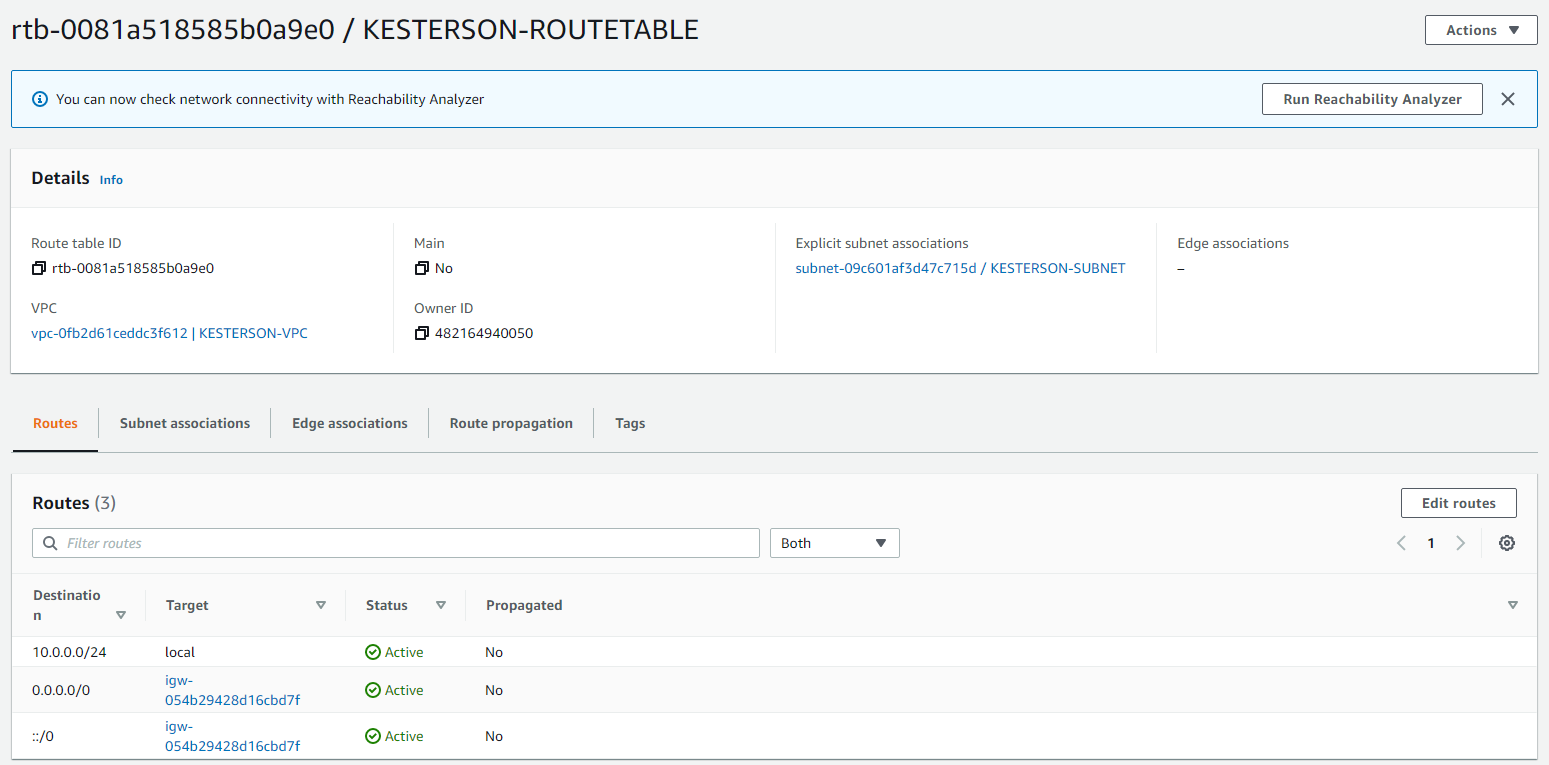 rtb-0081a518585b0a9e0 / KESTERSON-ROUTETABLE
Actions
You can now check network connectivity with Reachability Analyzer
Run Reachability Analyzer
Details Info
Route table ID
rtb-0081a518585b0a9e0
Main
No
Explicit subnet associations
subnet-09c601af3d47c715d / KESTERSON-SUBNET
Edge associations
–
VPC
vpc-0fb2d61ceddc3f612 | KESTERSON-VPC
Owner ID
482164940050
Routes
Subnet associations
Edge associations
Route propagation
Tags
Routes (3)
Edit routes
Filter routes
Both
1
Destinatio
n
Target
Status
Propagated
10.0.0.0/24
local
Active
No
0.0.0.0/0
igw-
054b29428d16cbd7f
Active
No
::/0
igw-
054b29428d16cbd7f
Active
No